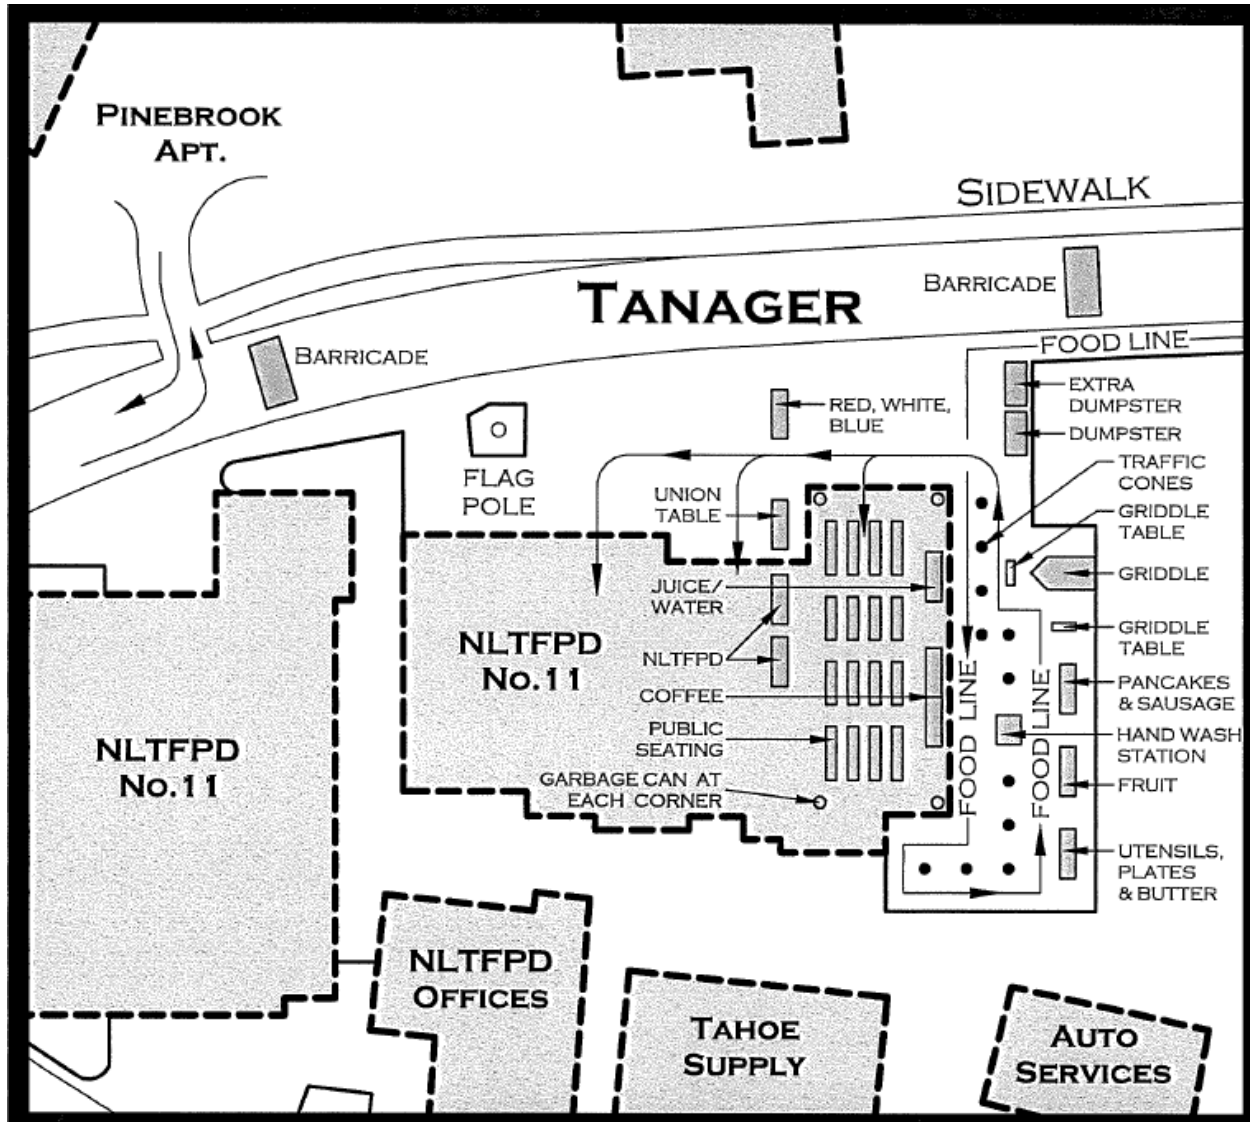 PINEBROOK
APT.
SIDEWALK
BARRICADE
TANAGER
BARRICADE
FOOD LINE
EXTRA
DUMPSTER
RED, WHITE,
BLUE
DUMPSTER
FLAG
POLE
TRAFFIC
CONES
UNION
TABLE
GRIDDLE
TABLE
JUICE/
WATER
GRIDDLE
NLTFPD
No.11
GRIDDLE
TABLE
NLTFPD
COFFEE
PANCAKES
& SAUSAGE
FOOD LINE
FOOD LINE
PUBLIC
SEATING
HAND WASH
STATION
NLTFPD
No.11
GARBAGE CAN AT
EACH CORNER
FRUIT
UTENSILS,
PLATES
& BUTTER
NLTFPD
OFFICES
TAHOE
SUPPLY
AUTO
SERVICES